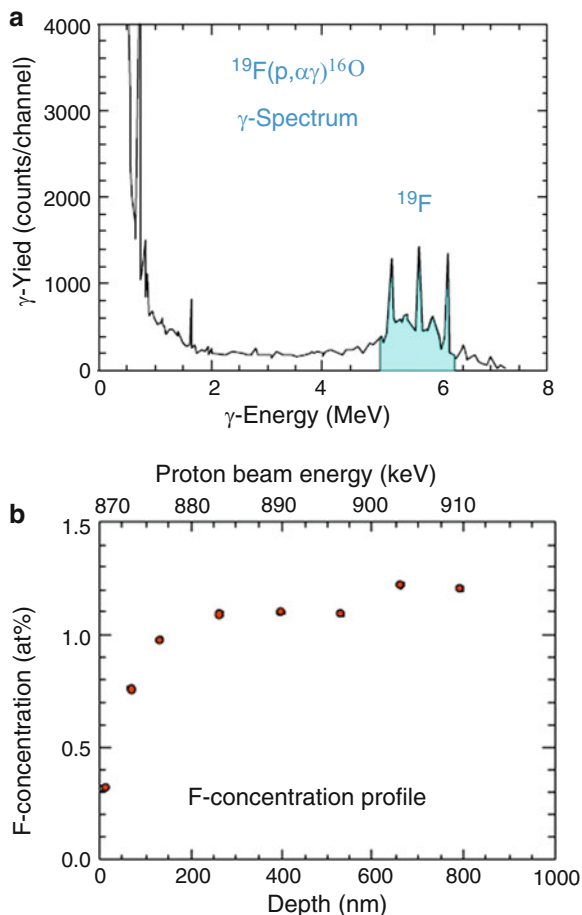 a
4000
3000
2000
1000
0
γ-Yied (counts/channel)
¹⁹F(p,αγ)¹⁶O
γ-Spectrum
¹⁹F
0 2 4 6 8
γ-Energy (MeV)
Proton beam energy (keV)
b
870 880 890 900 910
1.5
1.0
0.5
0.0
F-concentration (at%)
F-concentration profile
0 200 400 600 800 1000
Depth (nm)